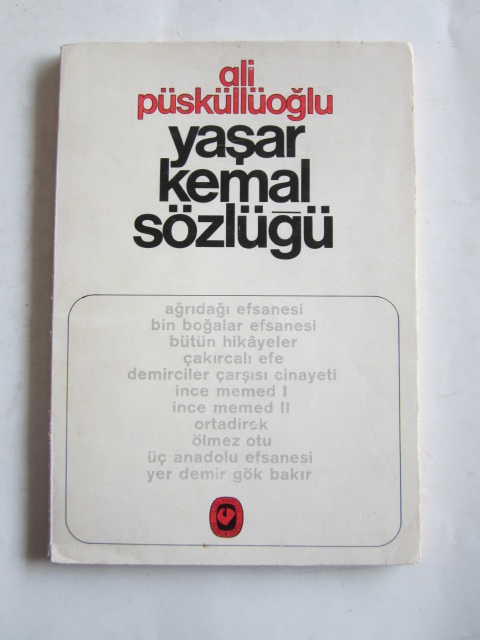 ali
püsküllüoğlu
yaşar
kemal
sözlüğü
ağrıdağı efsanesi
bin boğalar efsanesi
bütün hikâyeler
çakırcalı efe
demirciler çarşısı cinayeti
ince memed I
ince memed II
ortadirek
ölmez otu
üç anadolu efsanesi
yer demir gök bakır